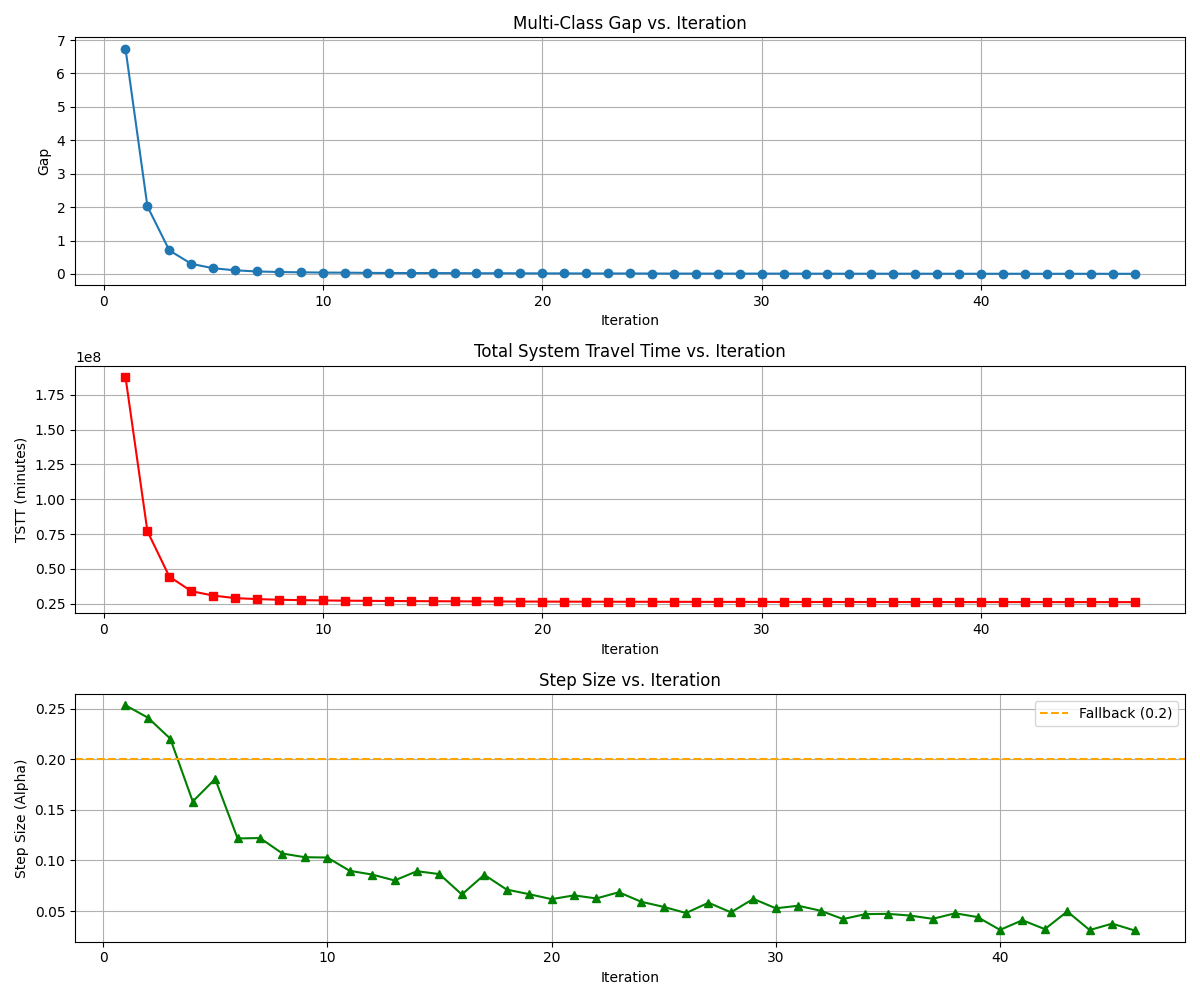 Multi-Class Gap vs. Iteration
7
6
5
4
3
2
1
0
Gap
0 10 20 30 40
Iteration
Total System Travel Time vs. Iteration
1e8
1.75
1.50
1.25
1.00
0.75
0.50
0.25
TSTT (minutes)
0 10 20 30 40
Iteration
Step Size vs. Iteration
Fallback (0.2)
0.25
0.20
0.15
0.10
0.05
Step Size (Alpha)
0 10 20 30 40
Iteration